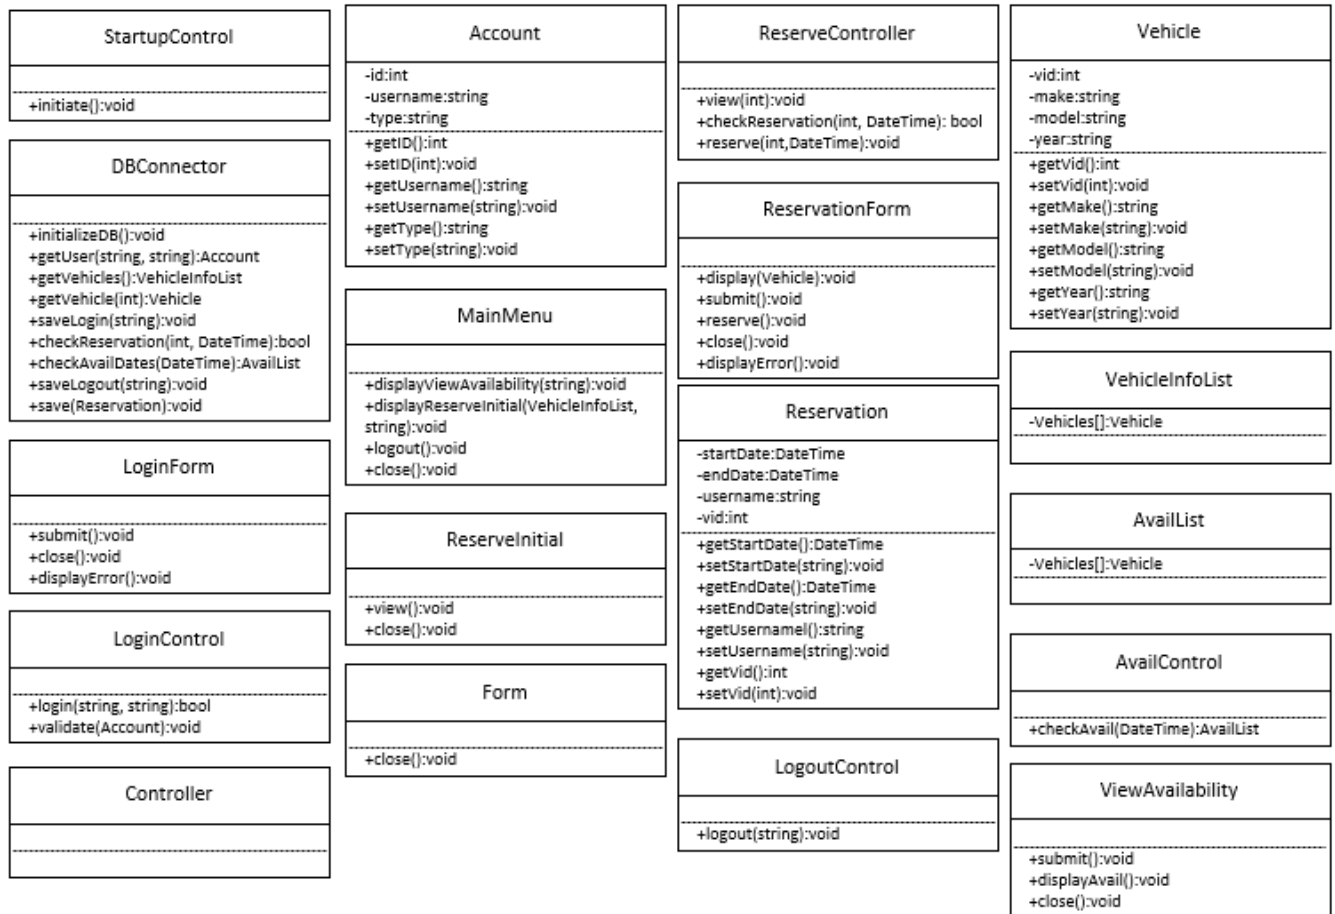 StartupControl
+initiate():void
DBConnector
+initializeDB():void
+getUser(string, string):Account
+getVehicles():VehicleInfoList
+getVehicle(int):Vehicle
+saveLogin(string):void
+checkReservation(int, DateTime):bool
+checkAvailDates(DateTime):AvailList
+saveLogout(string):void
+save(Reservation):void
LoginForm
+submit():void
+close():void
+displayError():void
LoginControl
+login(string, string):bool
+validate(Account):void
Controller
Account
-id:int
-username:string
-type:string
+getID():int
+setID(int):void
+getUsername():string
+setUsername(string):void
+getType():string
+setType(string):void
MainMenu
+displayViewAvailability(string):void
+displayReserveInitial(VehicleInfoList,
string):void
+logout():void
+close():void
ReserveInitial
+view():void
+close():void
Form
+close():void
ReserveController
+view(int):void
+checkReservation(int, DateTime): bool
+reserve(int,DateTime):void
ReservationForm
+display(Vehicle):void
+submit():void
+reserve():void
+close():void
+displayError():void
Reservation
-startDate:DateTime
-endDate:DateTime
-username:string
-vid:int
+getStartDate():DateTime
+setStartDate(string):void
+getEndDate():DateTime
+setEndDate(string):void
+getUsernamel():string
+setUsername(string):void
+getVid():int
+setVid(int):void
LogoutControl
+logout(string):void
Vehicle
-vid:int
-make:string
-model:string
-year:string
+getVid():int
+setVid(int):void
+getMake():string
+setMake(string):void
+getModel():string
+setModel(string):void
+getYear():string
+setYear(string):void
VehicleInfoList
-Vehicles[]:Vehicle
AvailList
-Vehicles[]:Vehicle
AvailControl
+checkAvail(DateTime):AvailList
ViewAvailability
+submit():void
+displayAvail():void
+close():void